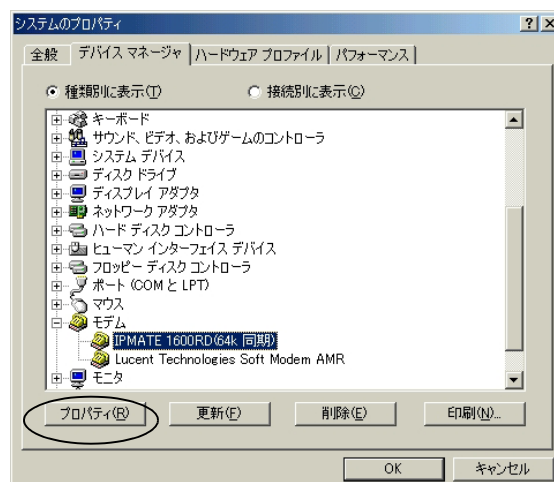 システムのプロパティ
全般 デバイス マネージャ ハードウェア プロファイル パフォーマンス
種類別に表示(T) 接続別に表示(C)
キーボード
サウンド、ビデオ、およびゲームのコントローラ
システム デバイス
ディスク ドライブ
ディスプレイ アダプタ
ネットワーク アダプタ
ハード ディスク コントローラ
ヒューマン インターフェイス デバイス
フロッピー ディスク コントローラ
ポート (COM と LPT)
マウス
モデム
IPMATE 1600RD(64k 同期)
Lucent Technologies Soft Modem AMR
モニタ
プロパティ(R) 更新(F) 削除(E) 印刷(N)...
OK キャンセル